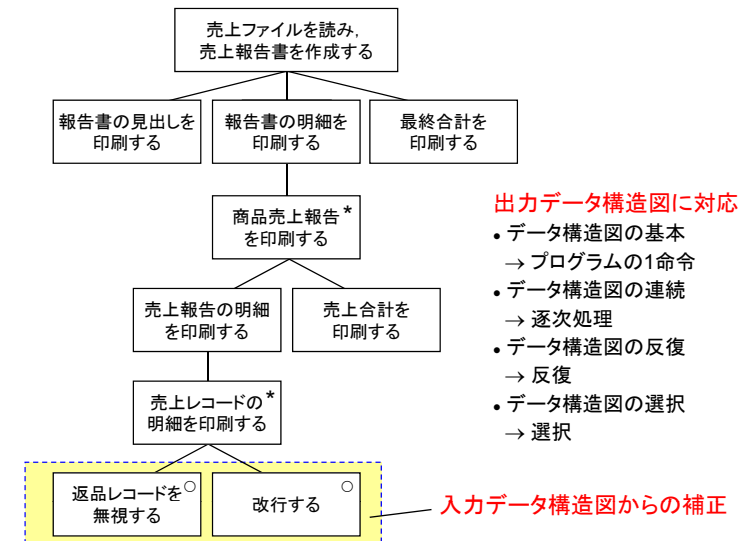 売上ファイルを読み,
売上報告書を作成する
報告書の見出しを
印刷する
報告書の明細を
印刷する
最終合計を
印刷する
商品売上報告*
を印刷する
売上報告の明細
を印刷する
売上合計を
印刷する
売上レコードの*
明細を印刷する
返品レコードを○
無視する
改行する○
出力データ構造図に対応
• データ構造図の基本
→ プログラムの1命令
• データ構造図の連続
→ 逐次処理
• データ構造図の反復
→ 反復
• データ構造図の選択
→ 選択
入力データ構造図からの補正